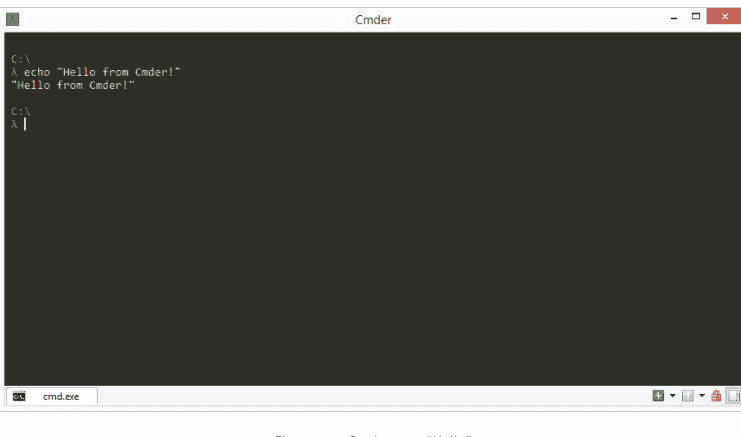 Cmder
C:\
λ echo "Hello from Cmder!"
"Hello from Cmder!"
C:\
λ
cmd.exe